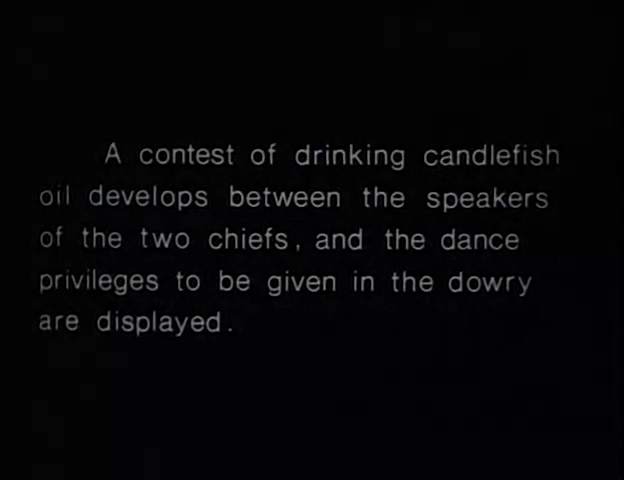 A contest of drinking candlefish
oil develops between the speakers
of the two chiefs, and the dance
privileges to be given in the dowry
are displayed.